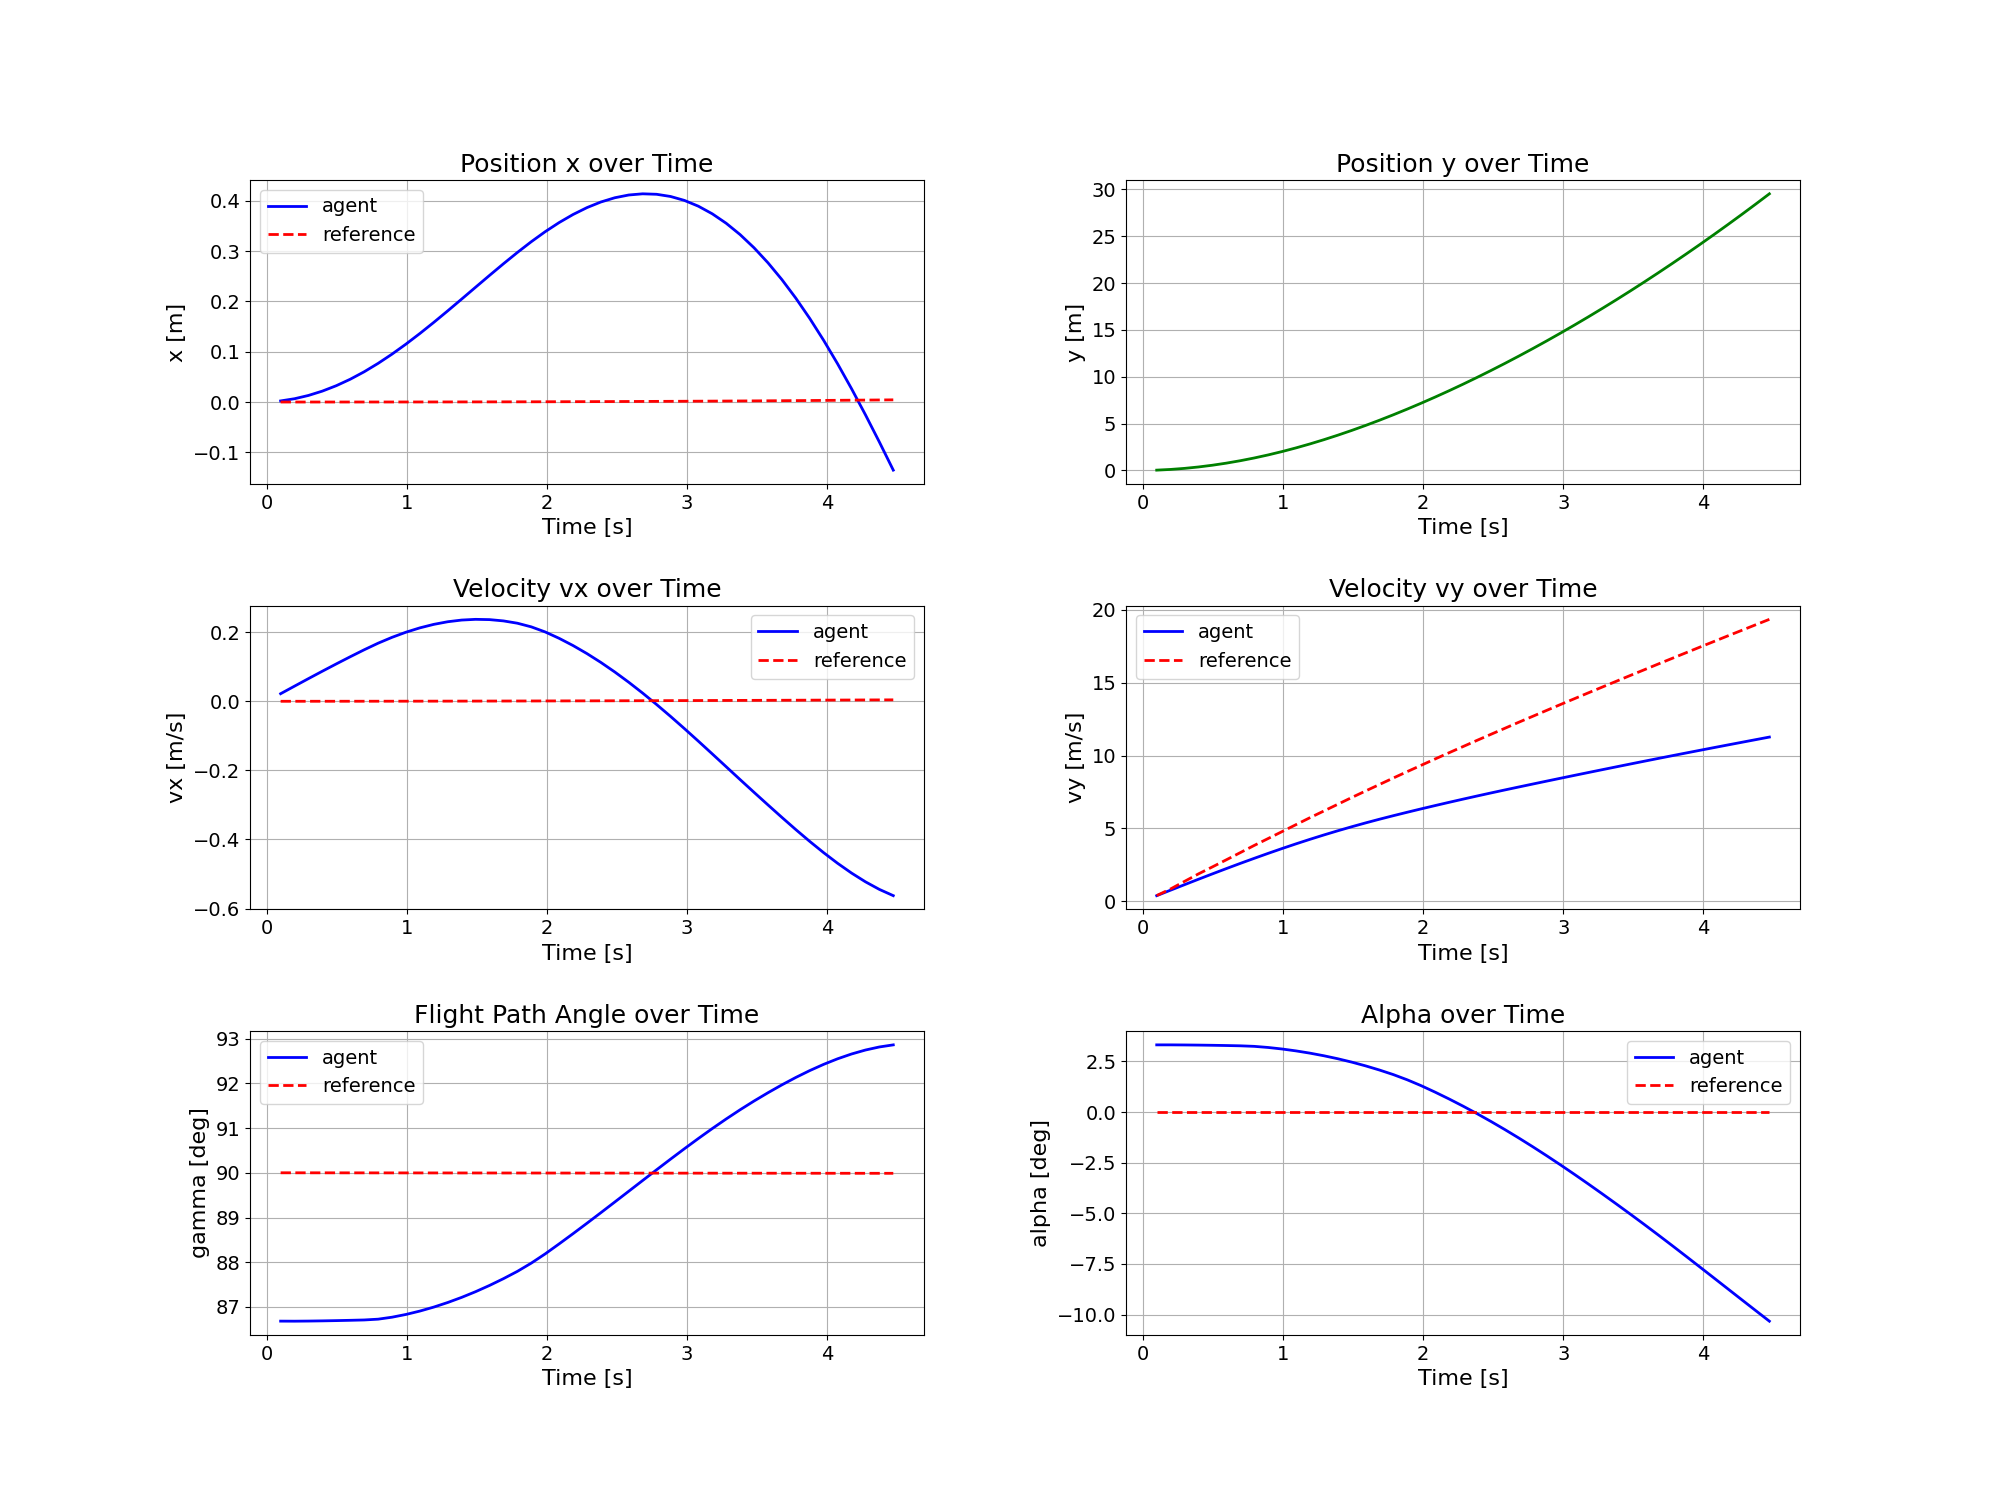 Position x over Time
0.4
0.3
0.2
0.1
0.0
−0.1
x [m]
agent
reference
0 1 2 3 4
Time [s]
Position y over Time
30
25
20
15
10
5
0
y [m]
0 1 2 3 4
Time [s]
Velocity vx over Time
0.2
0.0
−0.2
−0.4
−0.6
vx [m/s]
agent
reference
0 1 2 3 4
Time [s]
Velocity vy over Time
20
15
10
5
0
vy [m/s]
agent
reference
0 1 2 3 4
Time [s]
Flight Path Angle over Time
93
92
91
90
89
88
87
gamma [deg]
agent
reference
0 1 2 3 4
Time [s]
Alpha over Time
2.5
0.0
−2.5
−5.0
−7.5
−10.0
alpha [deg]
agent
reference
0 1 2 3 4
Time [s]